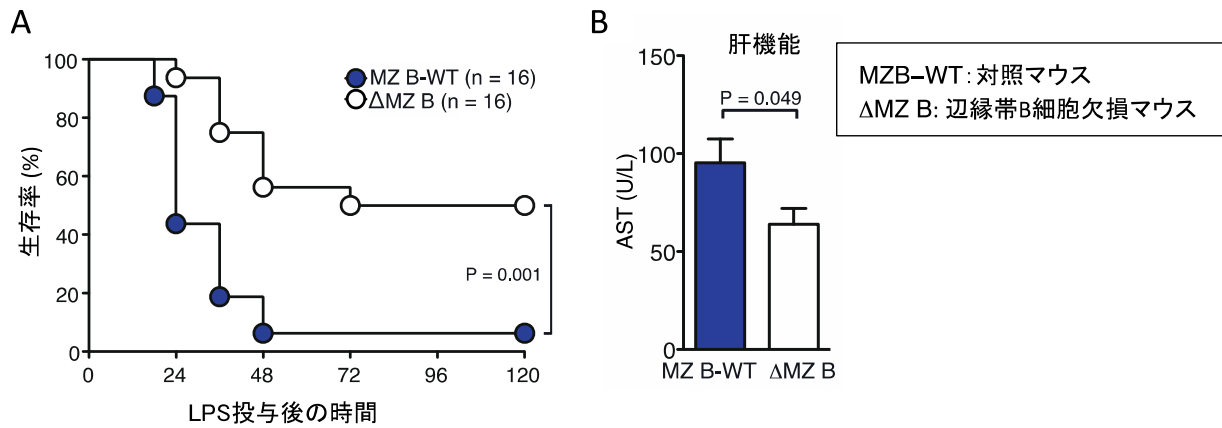 A
100
80
60
40
20
0
生存率 (%)
MZ B-WT (n = 16)
ΔMZ B (n = 16)
P = 0.001
0 24 48 72 96 120
LPS投与後の時間
B
肝機能
150
100
50
0
AST (U/L)
P = 0.049
MZ B-WT ΔMZ B
MZB−WT: 対照マウス
ΔMZ B: 辺縁帯B細胞欠損マウス